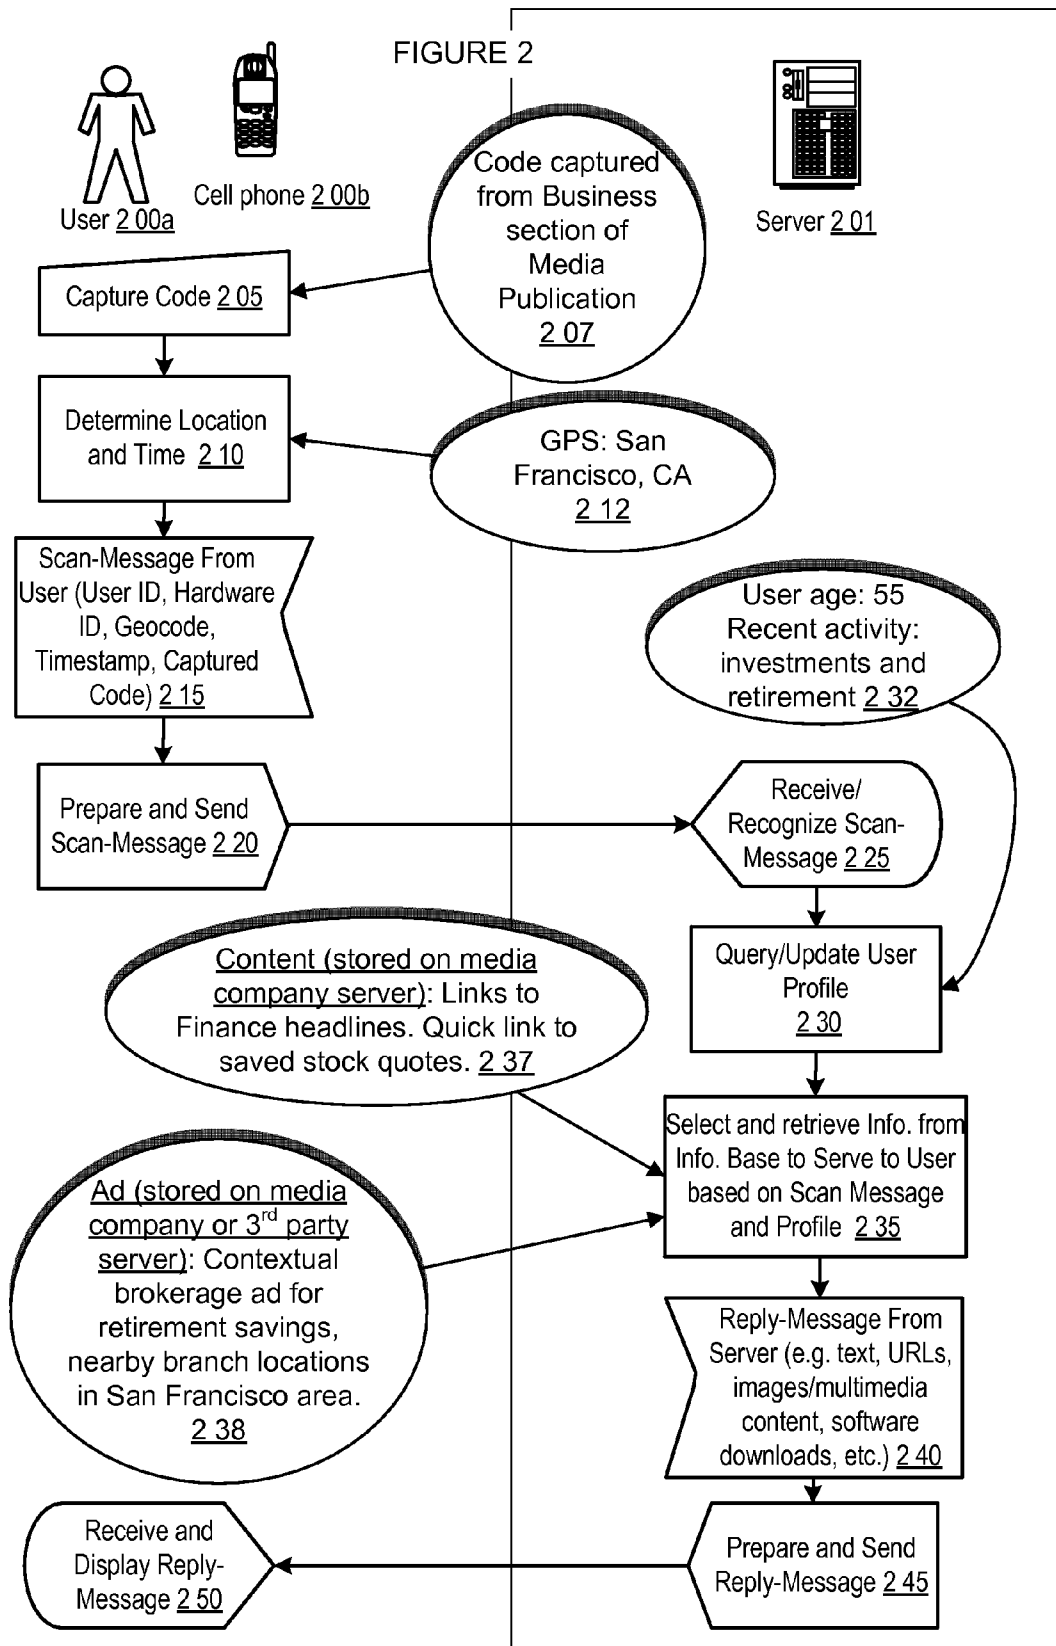 FIGURE 2
User 2 00a
Cell phone 2 00b
Server 2 01
Code captured
from Business
section of
Media
Publication
2 07
Capture Code 2 05
Determine Location
and Time 2 10
GPS: San
Francisco, CA
2 12
Scan-Message From
User (User ID, Hardware
ID, Geocode,
Timestamp, Captured
Code) 2 15
User age: 55
Recent activity:
investments and
retirement 2 32
Prepare and Send
Scan-Message 2 20
Receive/
Recognize Scan-
Message 2 25
Query/Update User
Profile
2 30
Content (stored on media
company server): Links to
Finance headlines. Quick link to
saved stock quotes. 2 37
Select and retrieve Info. from
Info. Base to Serve to User
based on Scan Message
and Profile 2 35
Ad (stored on media
company or 3rd party
server): Contextual
brokerage ad for
retirement savings,
nearby branch locations
in San Francisco area.
2 38
Reply-Message From
Server (e.g. text, URLs,
images/multimedia
content, software
downloads, etc.) 2 40
Prepare and Send
Reply-Message 2 45
Receive and
Display Reply-
Message 2 50